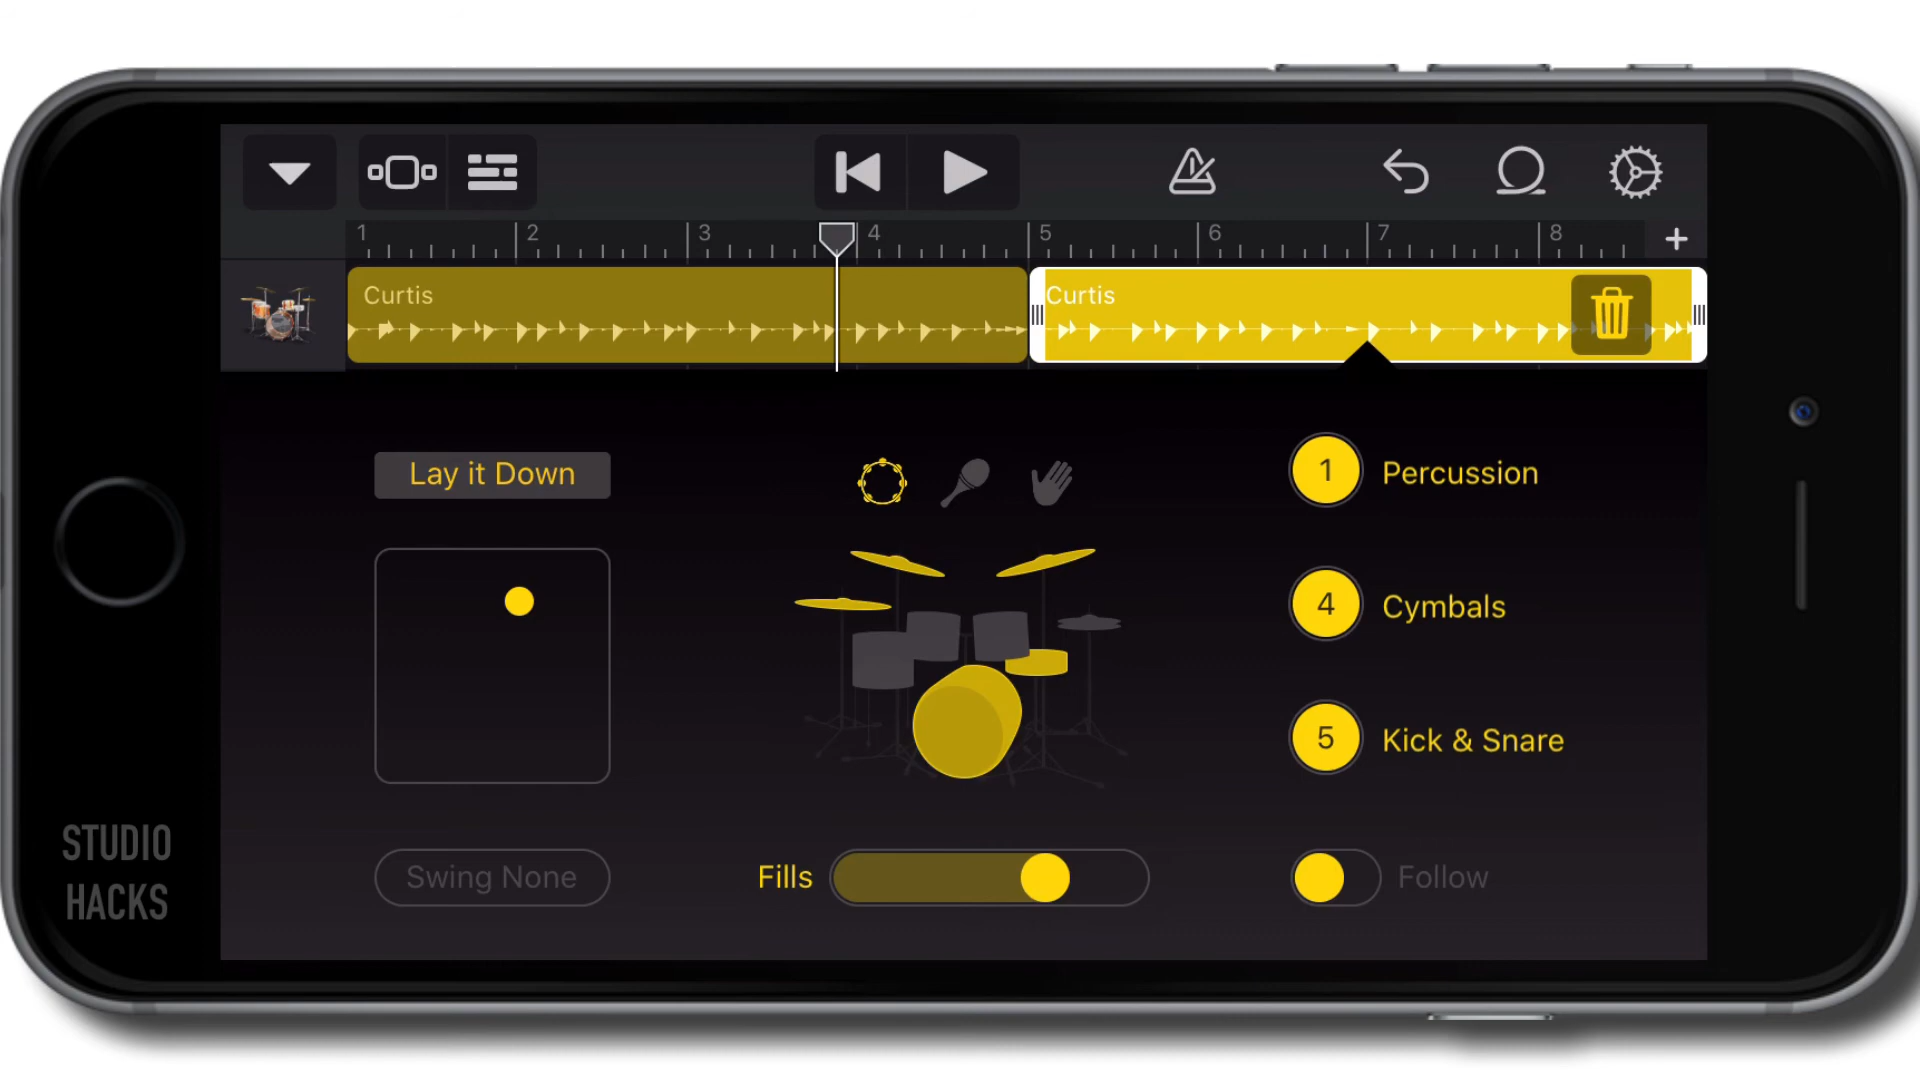 1 2 3 4 5 6 7 8 +
Curtis Curtis
Lay it Down
1 Percussion
4 Cymbals
5 Kick & Snare
Swing None Fills Follow
STUDIO
HACKS